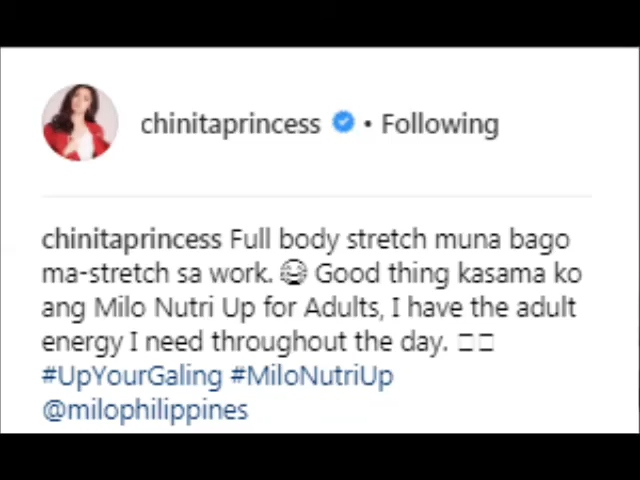 chinitaprincess • Following
chinitaprincess Full body stretch muna bago
ma-stretch sa work. 😂 Good thing kasama ko
ang Milo Nutri Up for Adults, I have the adult
energy I need throughout the day. □□
#UpYourGaling #MiloNutriUp
@milophilippines